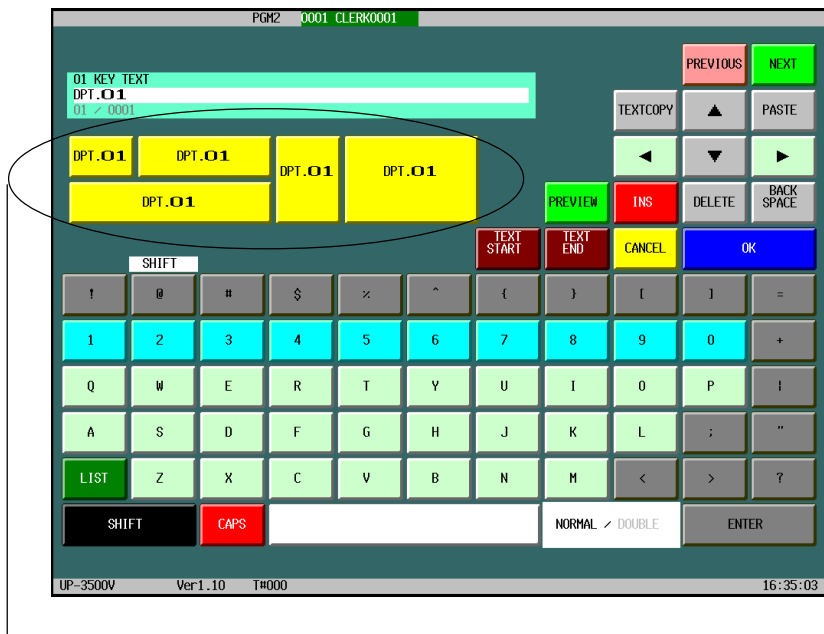 PGM2 0001 CLERK0001
PREVIOUS NEXT
01 KEY TEXT
DPT.01
01 / 0001
TEXTCOPY ▲ PASTE
DPT.01 DPT.01 DPT.01 DPT.01
◀ ▼ ▶
DPT.01
PREVIEW INS DELETE BACK SPACE
TEXT START TEXT END CANCEL OK
SHIFT
! @ # $ % ^ { } [ ] =
1 2 3 4 5 6 7 8 9 0 +
Q W E R T Y U I O P ¦
A S D F G H J K L ; "
LIST Z X C V B N M < > ?
SHIFT CAPS NORMAL / DOUBLE ENTER
UP-3500V Ver1.10 T#000 16:35:03